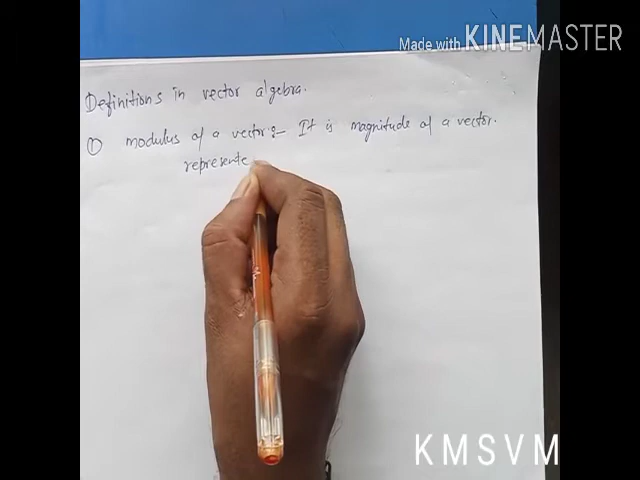 Made with KINEMASTER
Definitions in vector algebra.
① modulus of a vector:- It is magnitude of a vector.
represente
KMSVM